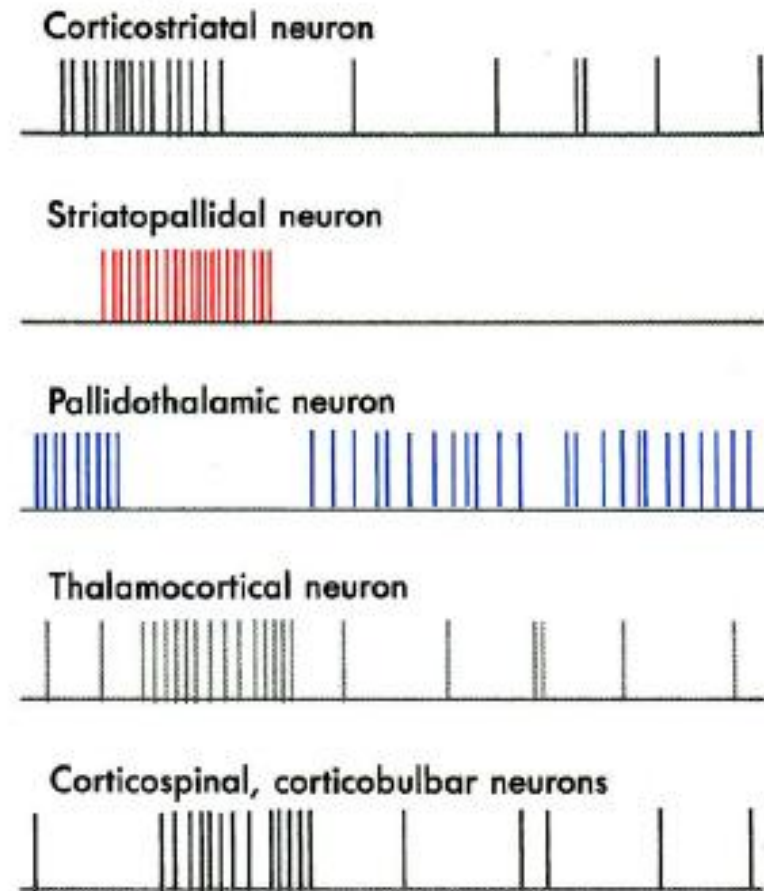 Corticostriatal neuron
Striatopallidal neuron
Pallidothalamic neuron
Thalamocortical neuron
Corticospinal, corticobulbar neurons